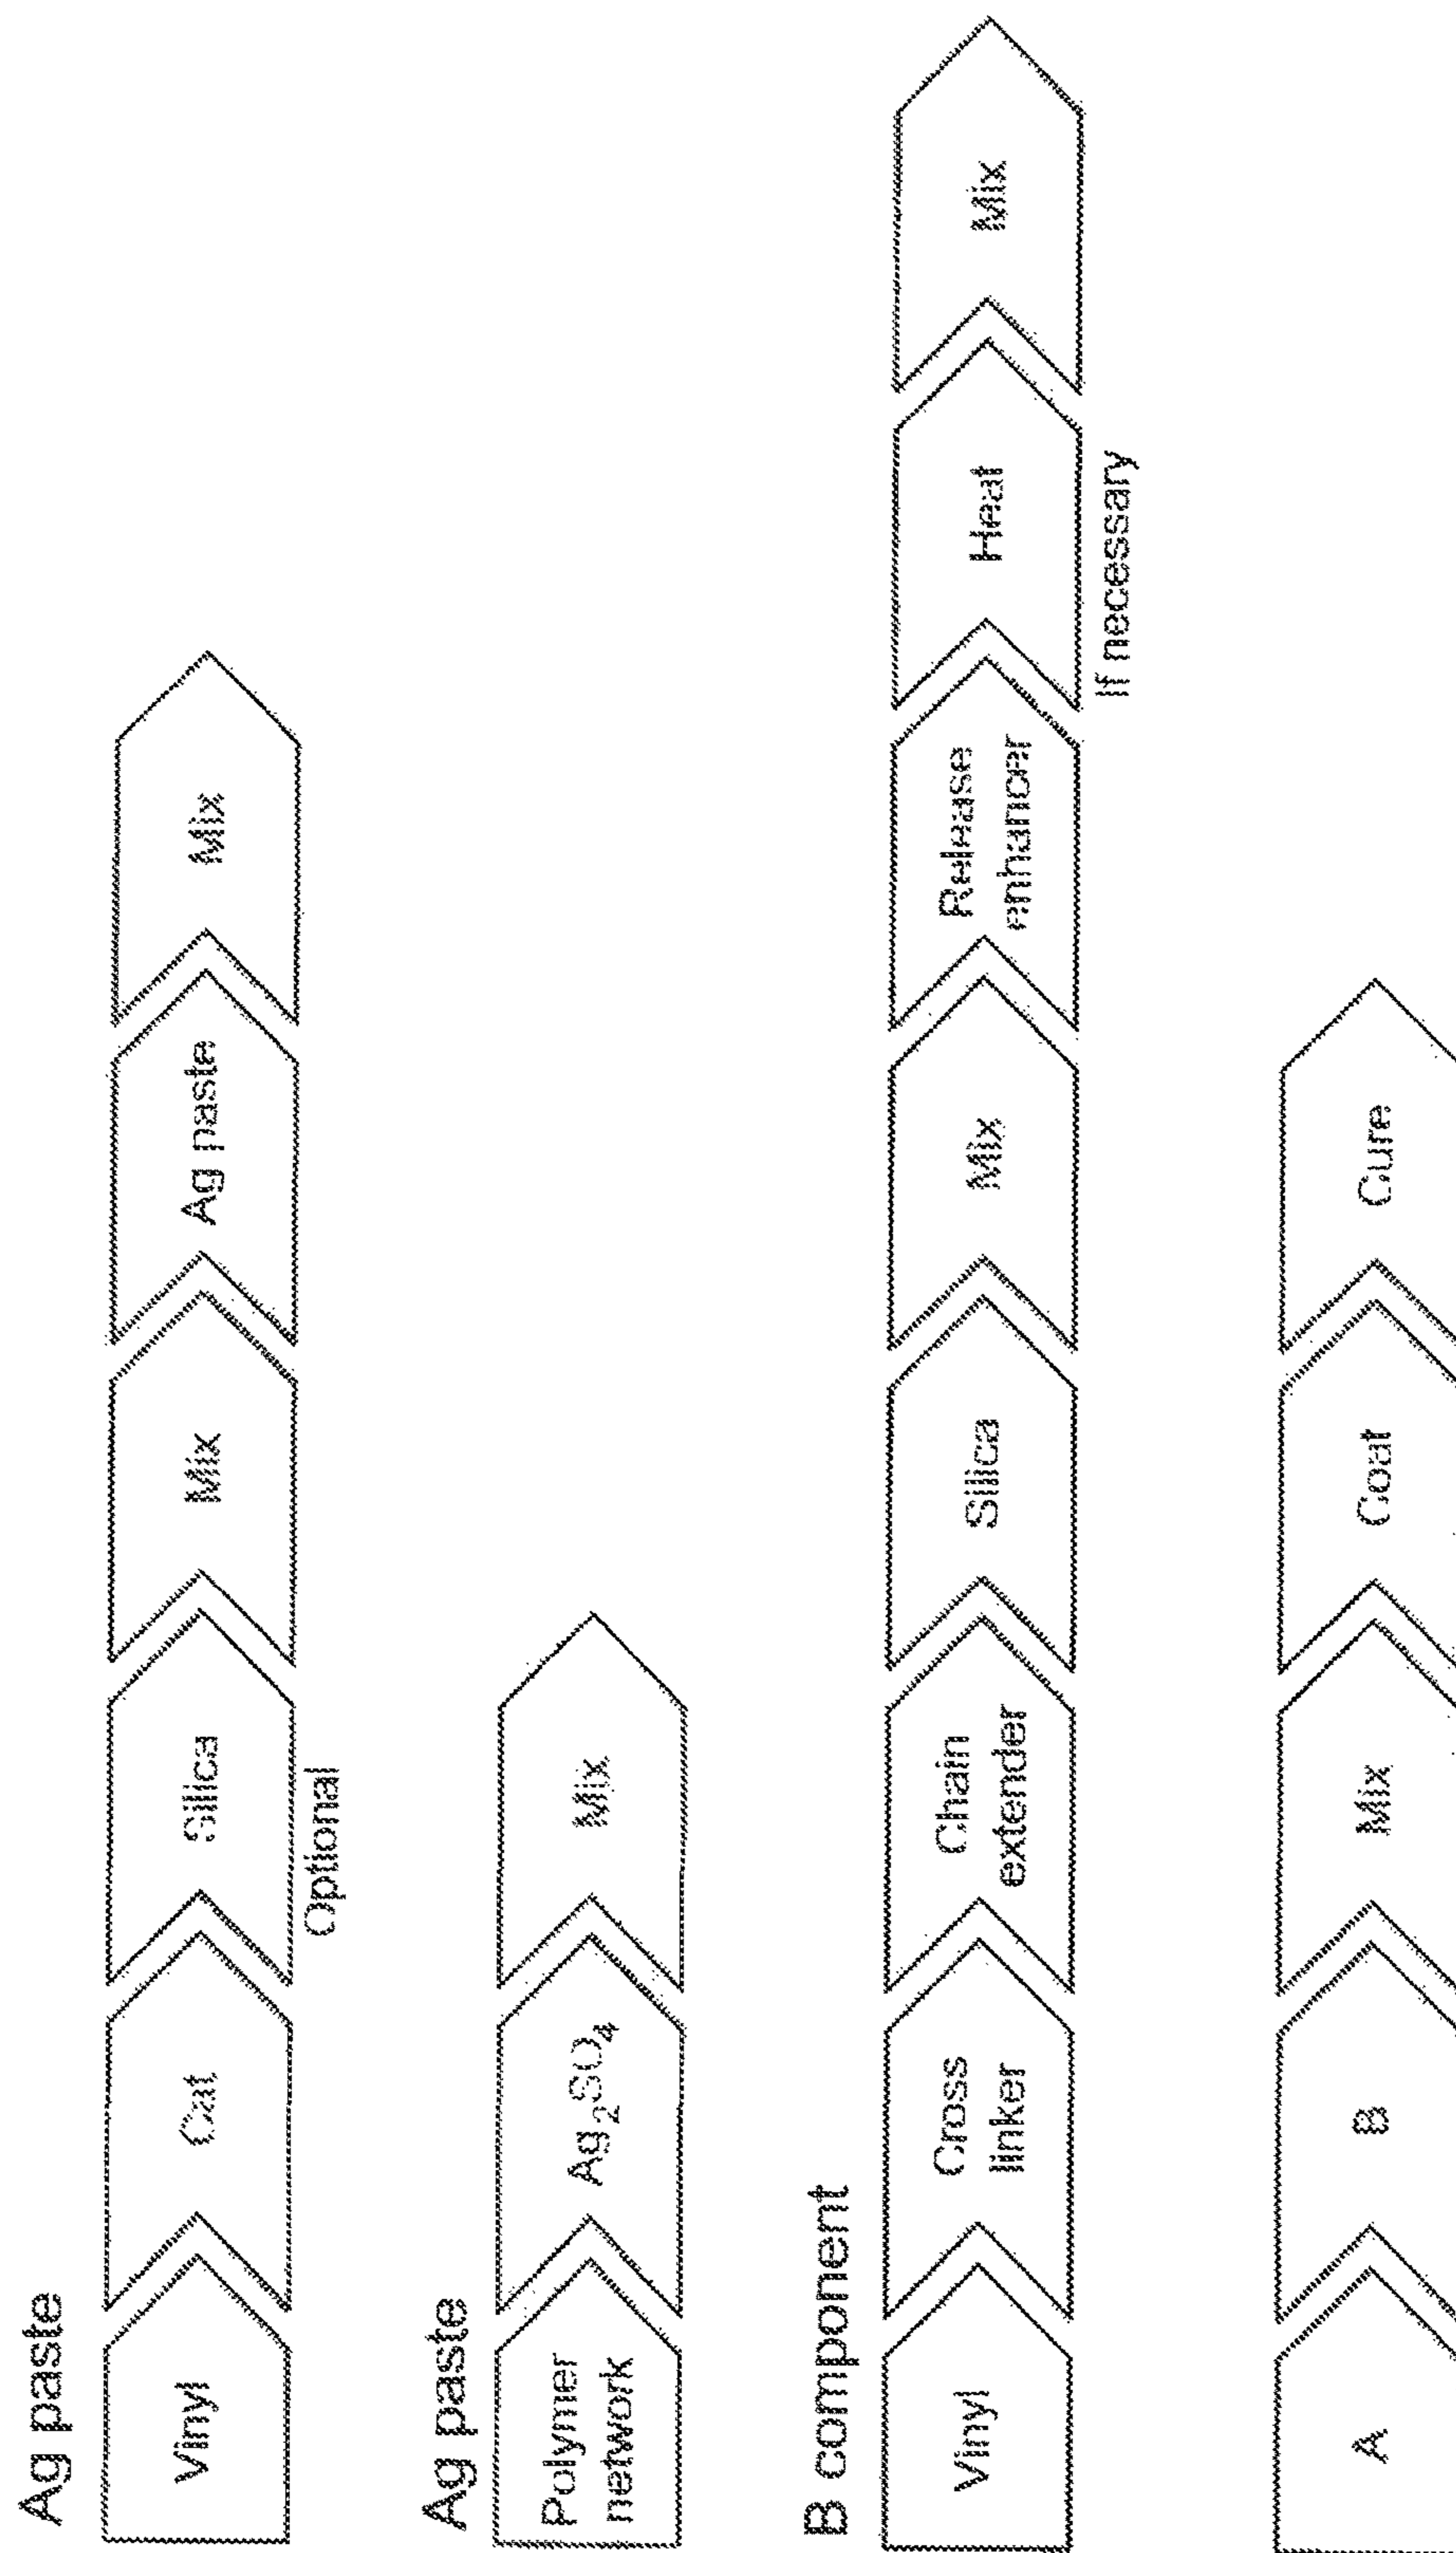 Ag paste
Vinyl
Cat
Silica
Optional
Mix
Ag paste
Mix
Ag paste
Polymer
network
Ag2SO4
Mix
B component
Vinyl
Cross
linker
Chain
extender
Silica
Mix
Release
enhancer
Heat
If necessary
Mix
A
B
Mix
Coat
Cure